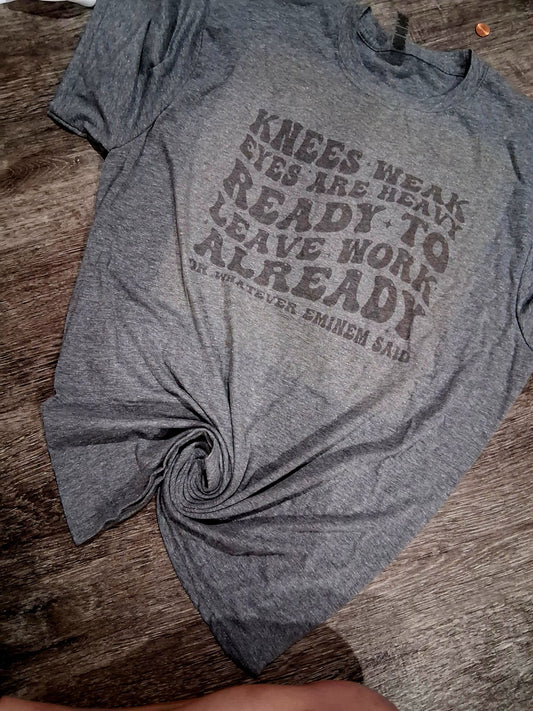 KNEES WEAK
EYES ARE HEAVY
READY TO
LEAVE WORK
ALREADY
OR WHATEVER EMINEM SAID